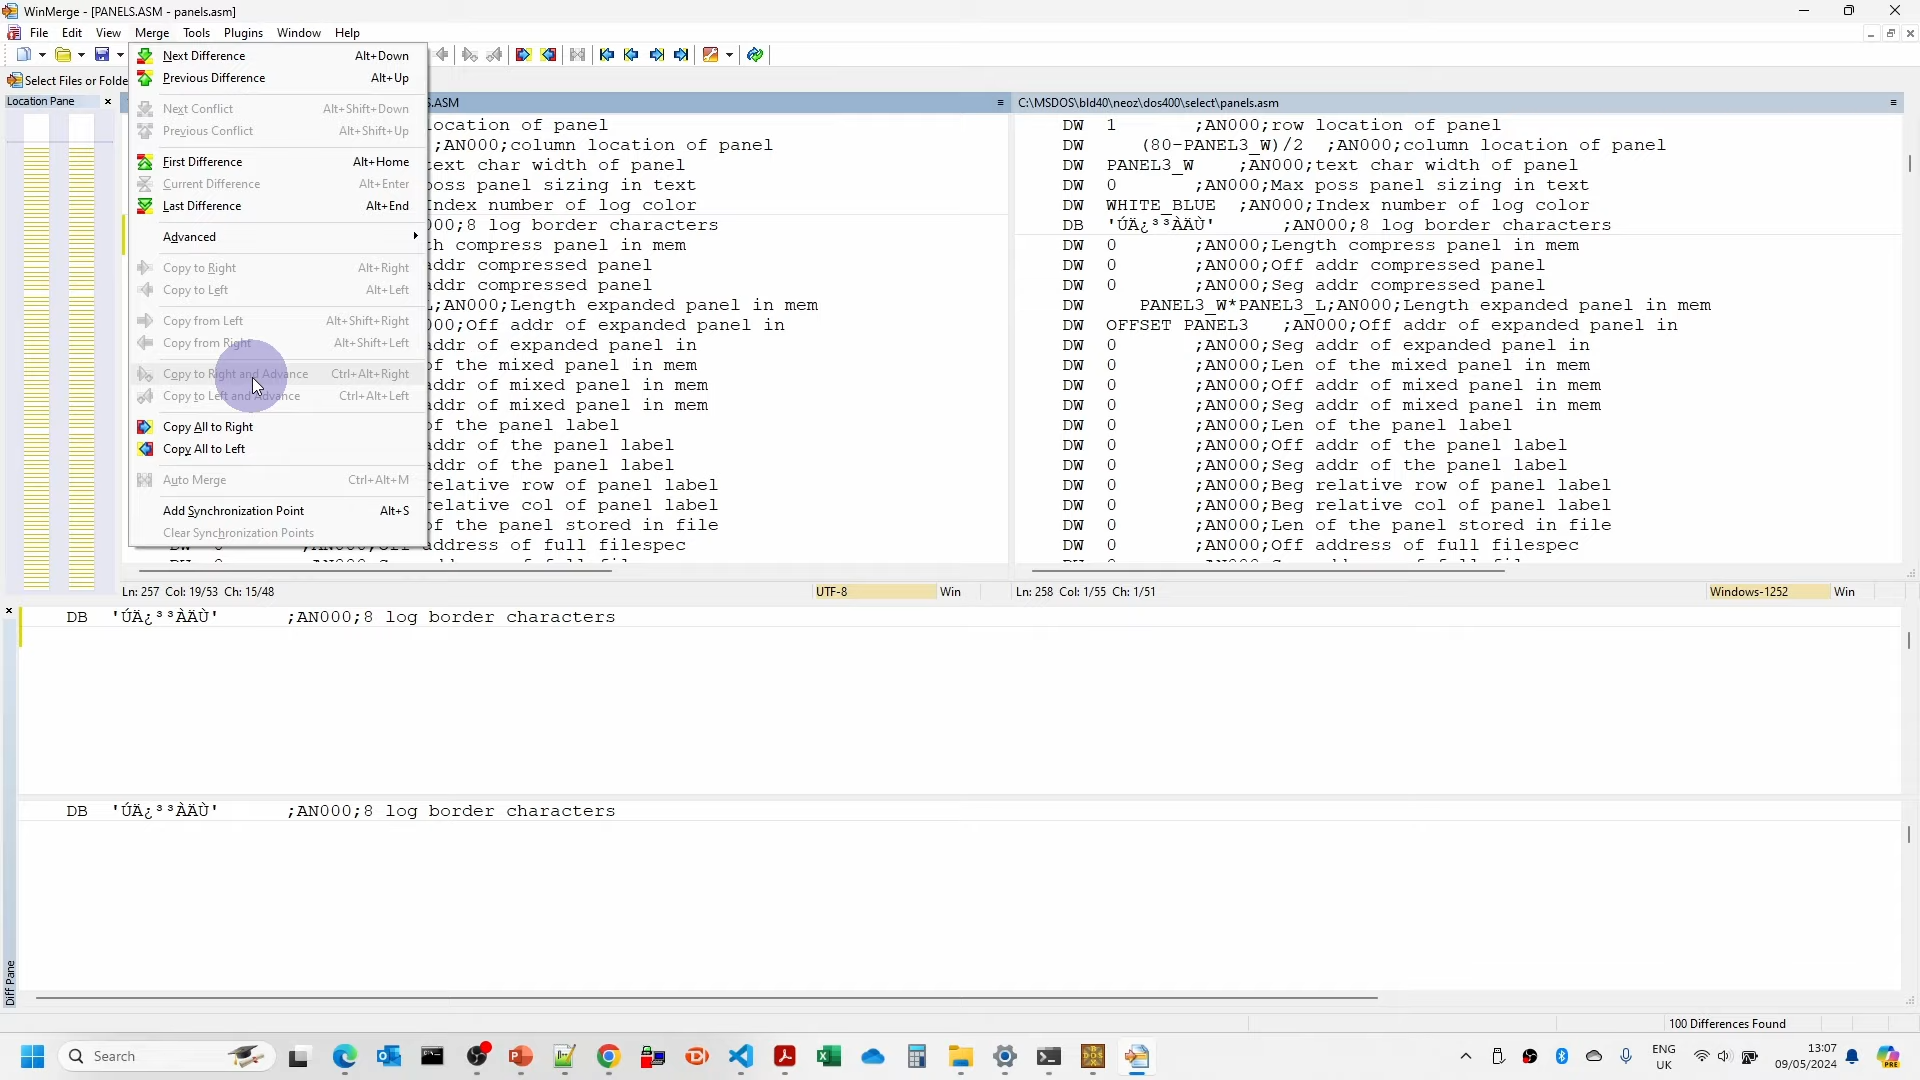 WinMerge - [PANELS.ASM - panels.asm]
File Edit View Merge Tools Plugins Window Help
Select Files or Folde
Location Pane
Next Difference Alt+Down
Previous Difference Alt+Up
Next Conflict Alt+Shift+Down
Previous Conflict Alt+Shift+Up
First Difference Alt+Home
Current Difference Alt+Enter
Last Difference Alt+End
Advanced
Copy to Right Alt+Right
Copy to Left Alt+Left
Copy from Left Alt+Shift+Right
Copy from Right Alt+Shift+Left
Copy to Right and Advance Ctrl+Alt+Right
Copy to Left and Advance Ctrl+Alt+Left
Copy All to Right
Copy All to Left
Auto Merge Ctrl+Alt+M
Add Synchronization Point Alt+S
Clear Synchronization Points
S.ASM
location of panel
;AN000;column location of panel
text char width of panel
poss panel sizing in text
Index number of log color
000;8 log border characters
th compress panel in mem
addr compressed panel
addr compressed panel
L;AN000;Length expanded panel in mem
000;Off addr of expanded panel in
addr of expanded panel in
of the mixed panel in mem
addr of mixed panel in mem
addr of mixed panel in mem
of the panel label
addr of the panel label
addr of the panel label
relative row of panel label
relative col of panel label
of the panel stored in file
address of full filespec
Ln: 257 Col: 19/53 Ch: 15/48
UTF-8 Win
C:\MSDOS\bld40\neoz\dos400\select\panels.asm
DW 1 ;AN000;row location of panel
DW (80-PANEL3_W)/2 ;AN000;column location of panel
DW PANEL3_W ;AN000;text char width of panel
DW 0 ;AN000;Max poss panel sizing in text
DW WHITE_BLUE ;AN000;Index number of log color
DB 'ÚÄ¿³³ÀÄÙ' ;AN000;8 log border characters
DW 0 ;AN000;Length compress panel in mem
DW 0 ;AN000;Off addr compressed panel
DW 0 ;AN000;Seg addr compressed panel
DW PANEL3_W*PANEL3_L;AN000;Length expanded panel in mem
DW OFFSET PANEL3 ;AN000;Off addr of expanded panel in
DW 0 ;AN000;Seg addr of expanded panel in
DW 0 ;AN000;Len of the mixed panel in mem
DW 0 ;AN000;Off addr of mixed panel in mem
DW 0 ;AN000;Seg addr of mixed panel in mem
DW 0 ;AN000;Len of the panel label
DW 0 ;AN000;Off addr of the panel label
DW 0 ;AN000;Seg addr of the panel label
DW 0 ;AN000;Beg relative row of panel label
DW 0 ;AN000;Beg relative col of panel label
DW 0 ;AN000;Len of the panel stored in file
DW 0 ;AN000;Off address of full filespec
Ln: 258 Col: 1/55 Ch: 1/51
Windows-1252 Win
DB 'ÚÄ¿³³ÀÄÙ' ;AN000;8 log border characters
DB 'ÚÄ¿³³ÀÄÙ' ;AN000;8 log border characters
Diff Pane
100 Differences Found
Search
ENG
UK
13:07
09/05/2024